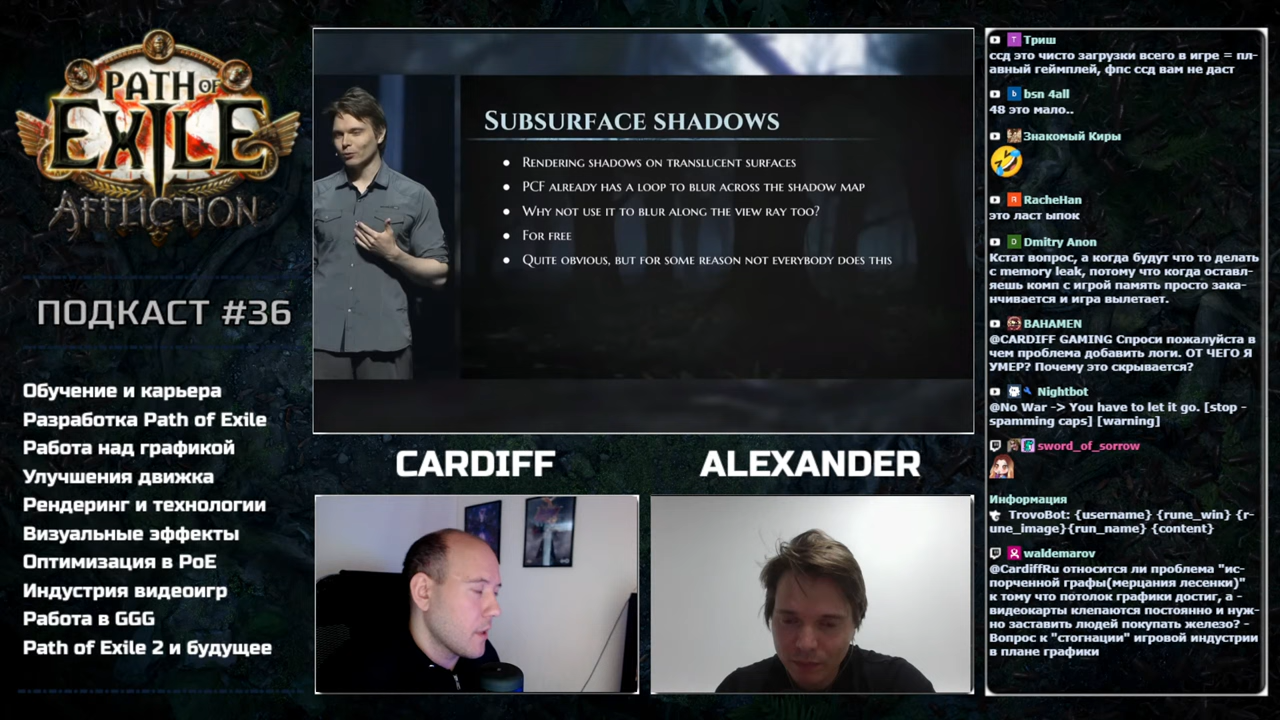 PATH OF
EXILE
AFFLICTION
ПОДКАСТ #36
Обучение и карьера
Разработка Path of Exile
Работа над графикой
Улучшения движка
Рендеринг и технологии
Визуальные эффекты
Оптимизация в PoE
Индустрия видеоигр
Работа в GGG
Path of Exile 2 и будущее
Subsurface shadows
Rendering shadows on translucent surfaces
PCF already has a loop to blur across the shadow map
Why not use it to blur along the view ray too?
For free
Quite obvious, but for some reason not everybody does this
CARDIFF
ALEXANDER
Триш
ссд это чисто загрузки всего в игре = пл-
авный геймплей, фпс ссд вам не даст
bsn 4all
48 это мало..
Знакомый Киры
RacheHan
это ласт ыпок
Dmitry Anon
Кстат вопрос, а когда будут что то делать
с memory leak, потому что когда оставл-
яешь комп с игрой память просто зака-
нчивается и игра вылетает.
BAHAMEN
@CARDIFF GAMING Спроси пожалуйста в
чем проблема добавить логи. ОТ ЧЕГО Я
УМЕР? Почему это скрывается?
Nightbot
@No War -> You have to let it go. [stop -
spamming caps] [warning]
sword_of_sorrow
Информация
TrovoBot: {username} {rune_win} {r-
une_image}{run_name} {content}
waldemarov
@CardiffRu относится ли проблема "ис-
порченной графы(мерцания лесенки)"
к тому что потолок графики достиг, а -
видеокарты клепаются постоянно и нуж-
но заставить людей покупать железо? -
Вопрос к "стогнации" игровой индустрии
в плане графики